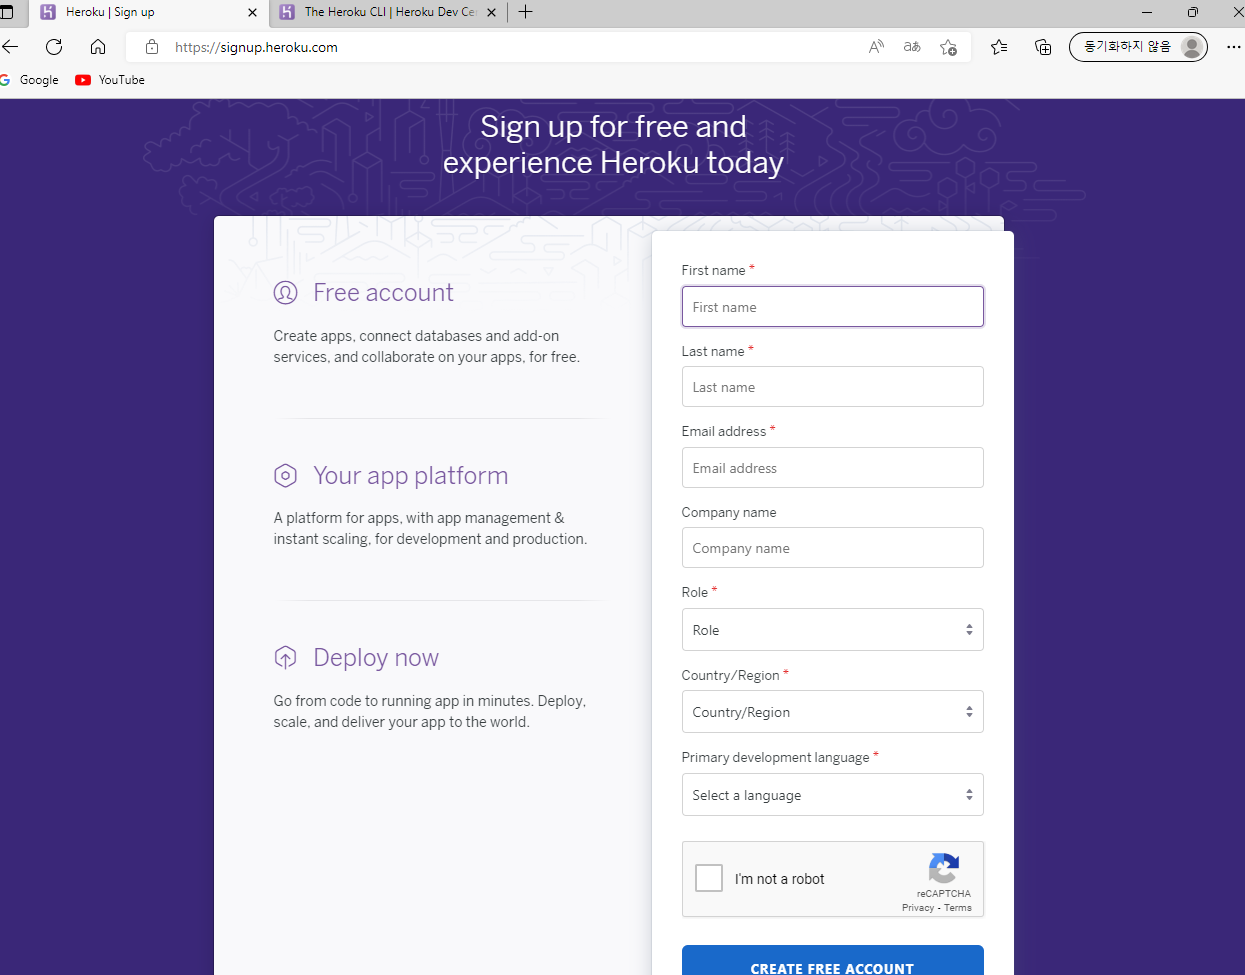 Heroku | Sign up
The Heroku CLI | Heroku Dev Ce
https://signup.heroku.com
동기화하지 않음
Google
YouTube
Sign up for free and
experience Heroku today
Free account
Create apps, connect databases and add-on
services, and collaborate on your apps, for free.
Your app platform
A platform for apps, with app management &
instant scaling, for development and production.
Deploy now
Go from code to running app in minutes. Deploy,
scale, and deliver your app to the world.
First name *
First name
Last name *
Last name
Email address *
Email address
Company name
Company name
Role *
Role
Country/Region *
Country/Region
Primary development language *
Select a language
I'm not a robot
reCAPTCHA
Privacy - Terms
CREATE FREE ACCOUNT